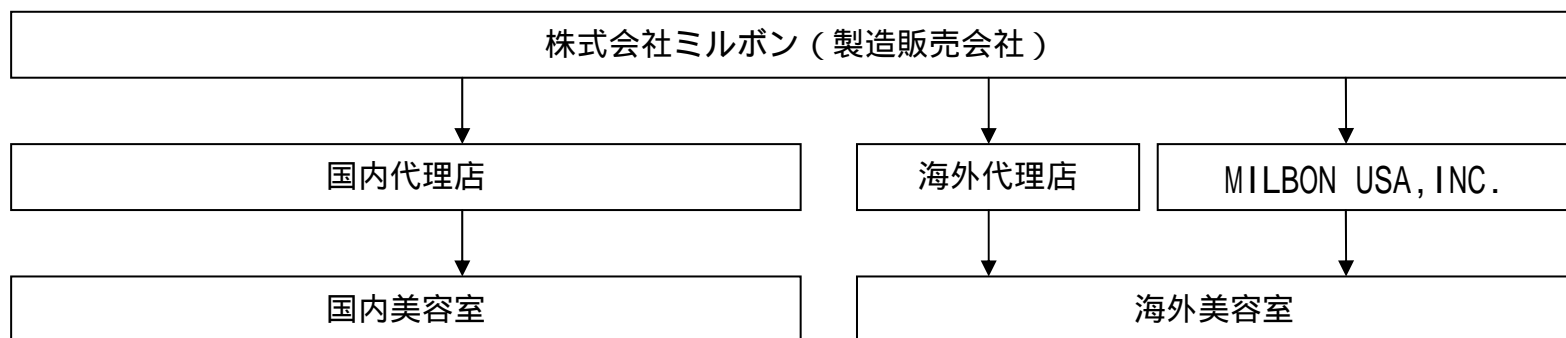 株式会社ミルボン（製造販売会社）
国内代理店
海外代理店
MILBON USA,INC.
国内美容室
海外美容室